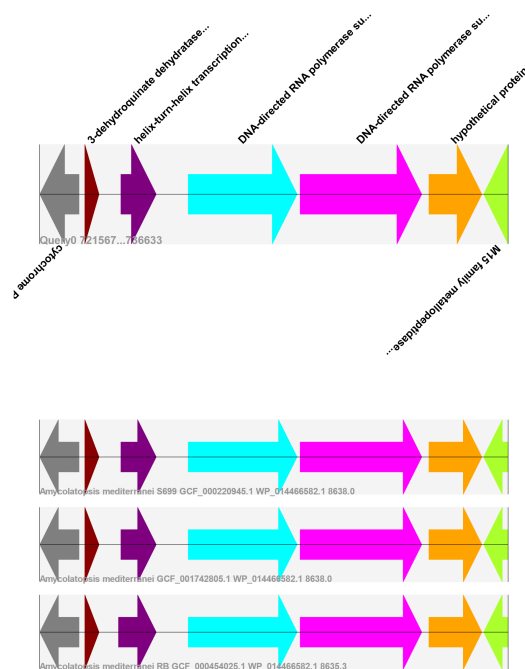 3-dehydroquinate dehydratase...
helix-turn-helix transcription...
DNA-directed RNA polymerase su...
DNA-directed RNA polymerase su...
hypothetical protein
Query0 721567...736633
cytochrome P
M15 family metallopeptidase...
Amycolatopsis mediterranei S699 GCF_000220945.1 WP_014466582.1 8638.0
Amycolatopsis mediterranei GCF_001742805.1 WP_014466582.1 8638.0
Amycolatopsis mediterranei RB GCF_000454025.1 WP_014466582.1 8635.3